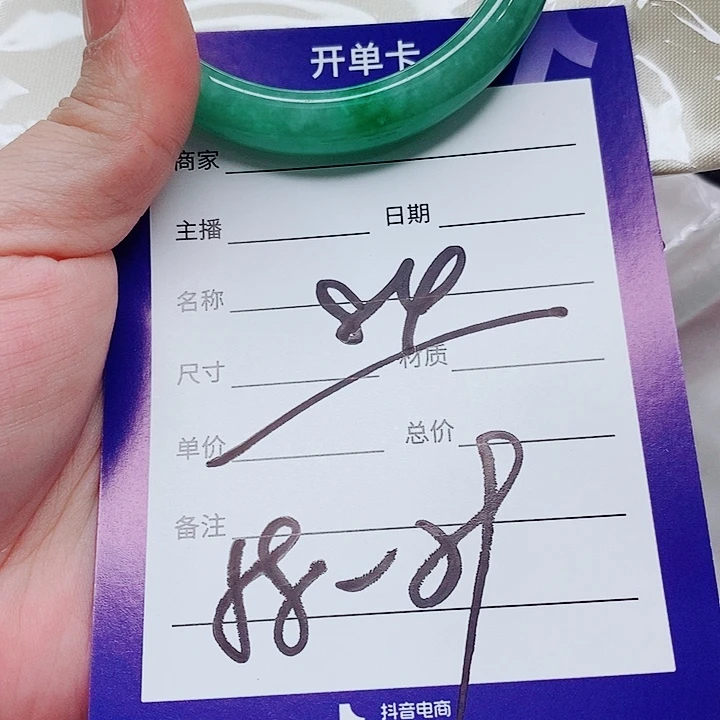 开单卡
商家
主播 日期
名称
尺寸 材质
单价 总价
备注
抖音电商